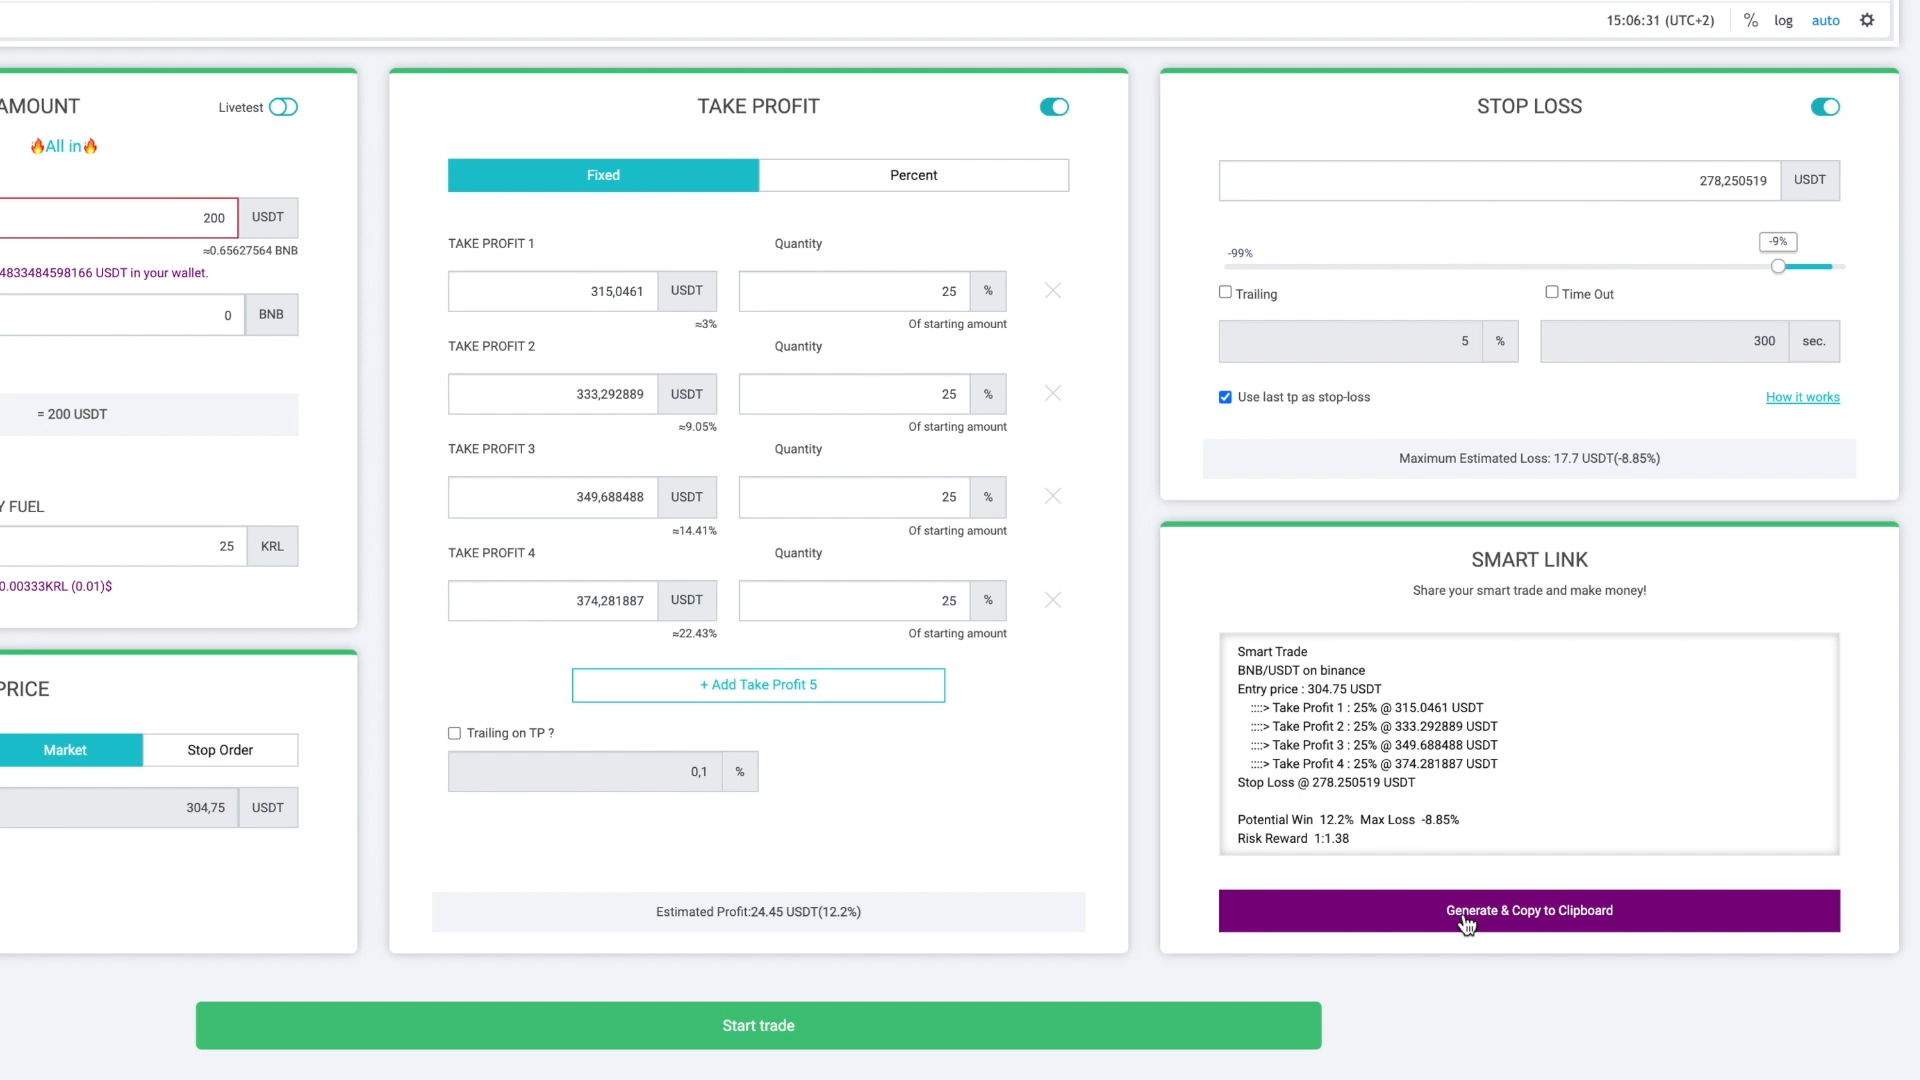 15:06:31 (UTC+2) % log auto
AMOUNT
Livetest
🔥All in🔥
200 USDT
≈0.65627564 BNB
4833484598166 USDT in your wallet.
0 BNB
= 200 USDT
Y FUEL
25 KRL
0.00333KRL (0.01)$
PRICE
Market Stop Order
304,75 USDT
TAKE PROFIT
Fixed Percent
TAKE PROFIT 1 Quantity
315,0461 USDT 25 %
≈3% Of starting amount
TAKE PROFIT 2 Quantity
333,292889 USDT 25 %
≈9.05% Of starting amount
TAKE PROFIT 3 Quantity
349,688488 USDT 25 %
≈14.41% Of starting amount
TAKE PROFIT 4 Quantity
374,281887 USDT 25 %
≈22.43% Of starting amount
+ Add Take Profit 5
Trailing on TP ?
0,1 %
Estimated Profit:24.45 USDT(12.2%)
STOP LOSS
278,250519 USDT
-9%
-99%
Trailing Time Out
5 % 300 sec.
Use last tp as stop-loss How it works
Maximum Estimated Loss: 17.7 USDT(-8.85%)
SMART LINK
Share your smart trade and make money!
Smart Trade
BNB/USDT on binance
Entry price : 304.75 USDT
::::> Take Profit 1 : 25% @ 315.0461 USDT
::::> Take Profit 2 : 25% @ 333.292889 USDT
::::> Take Profit 3 : 25% @ 349.688488 USDT
::::> Take Profit 4 : 25% @ 374.281887 USDT
Stop Loss @ 278.250519 USDT
Potential Win 12.2% Max Loss -8.85%
Risk Reward 1:1.38
Generate & Copy to Clipboard
Start trade